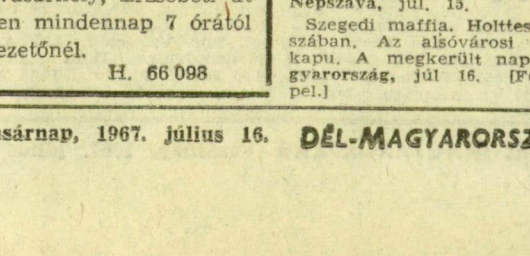 en mindennap 7 órától
ezetőnél.
H. 66 098
Népszava, júl. 15.
Szegedi maffia. Holttes
szában. Az alsóvárosi
kapu. A megkerült nap
gyarország, júl 16. [F
pel.]
asárnap, 1967. július 16.
DÉL-MAGYARORSZ